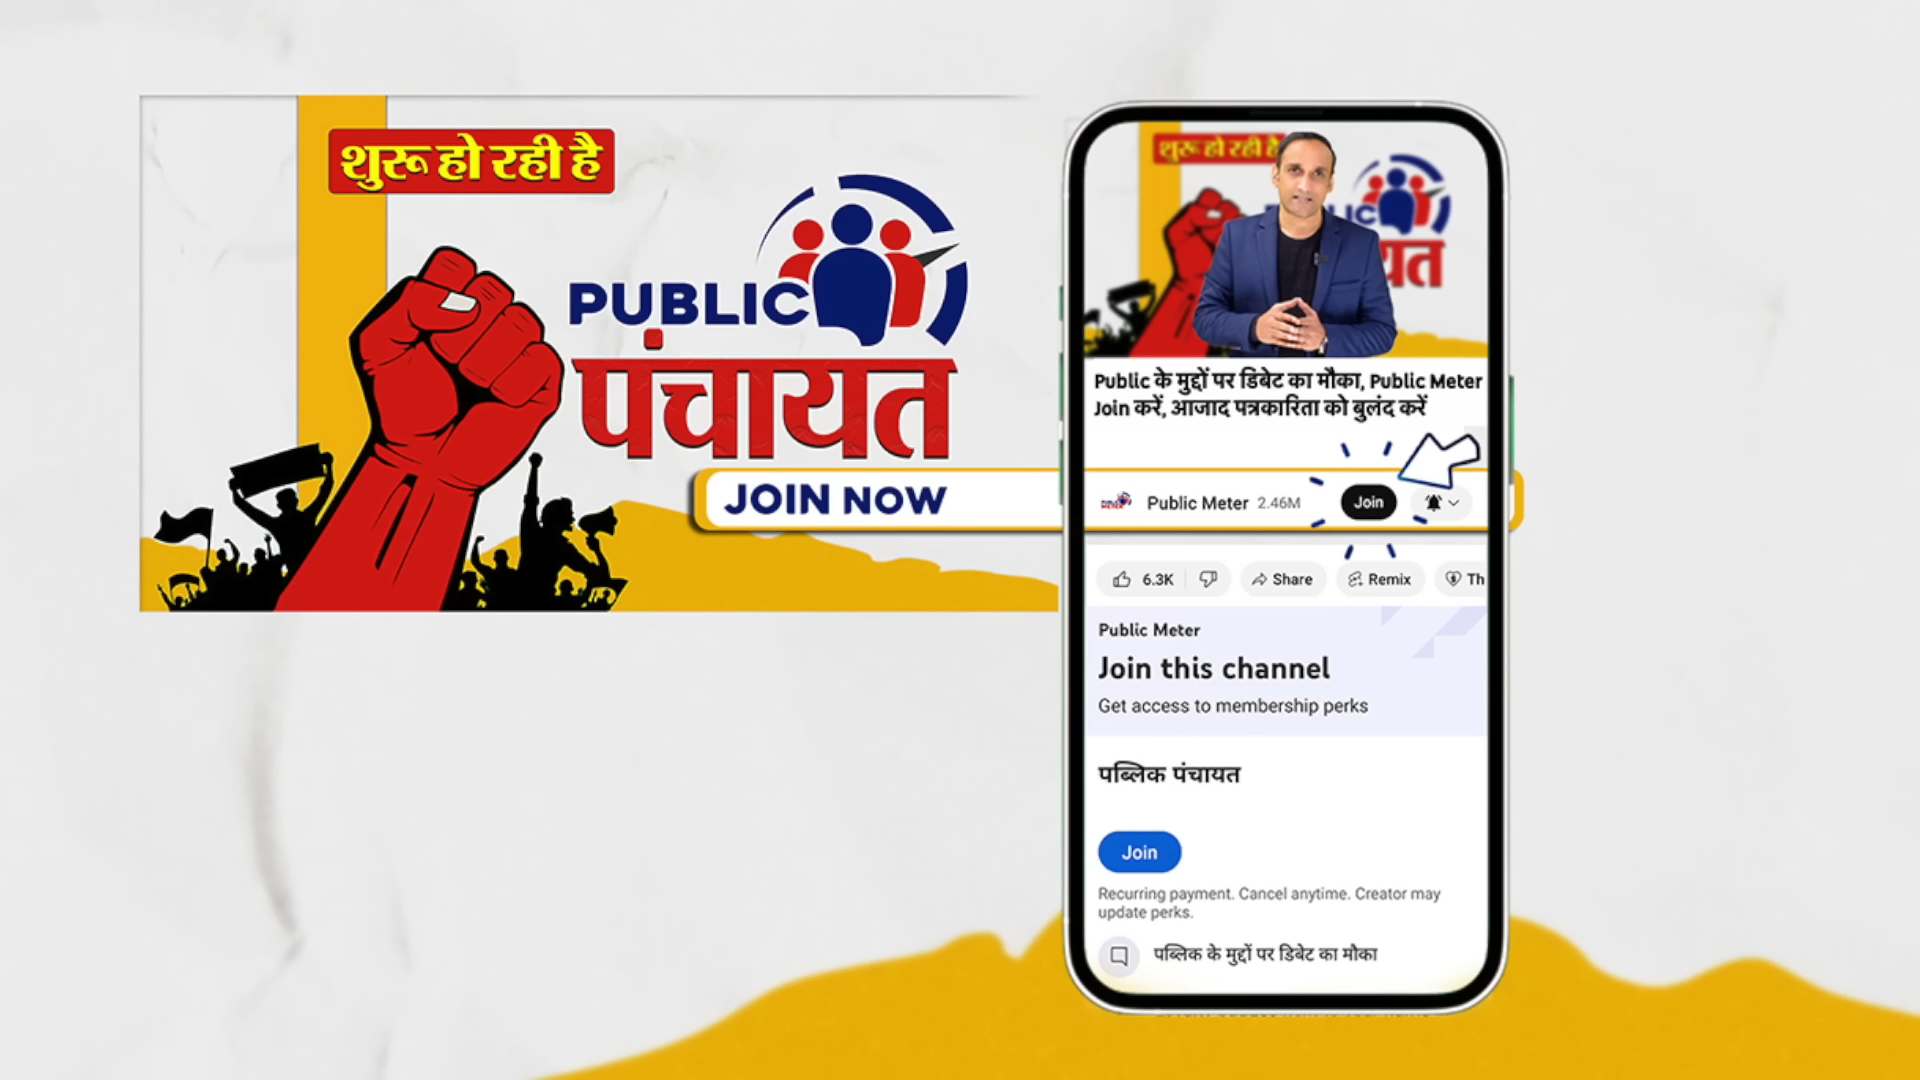 शुरू हो रही है
PUBLIC
पंचायत
JOIN NOW
शुरू हो रही है
Public के मुद्दों पर डिबेट का मौका, Public Meter
Join करें, आजाद पत्रकारिता को बुलंद करें
Public Meter 2.46M Join
6.3K Share Remix Th
Public Meter
Join this channel
Get access to membership perks
पब्लिक पंचायत
Join
Recurring payment. Cancel anytime. Creator may
update perks.
पब्लिक के मुद्दों पर डिबेट का मौका